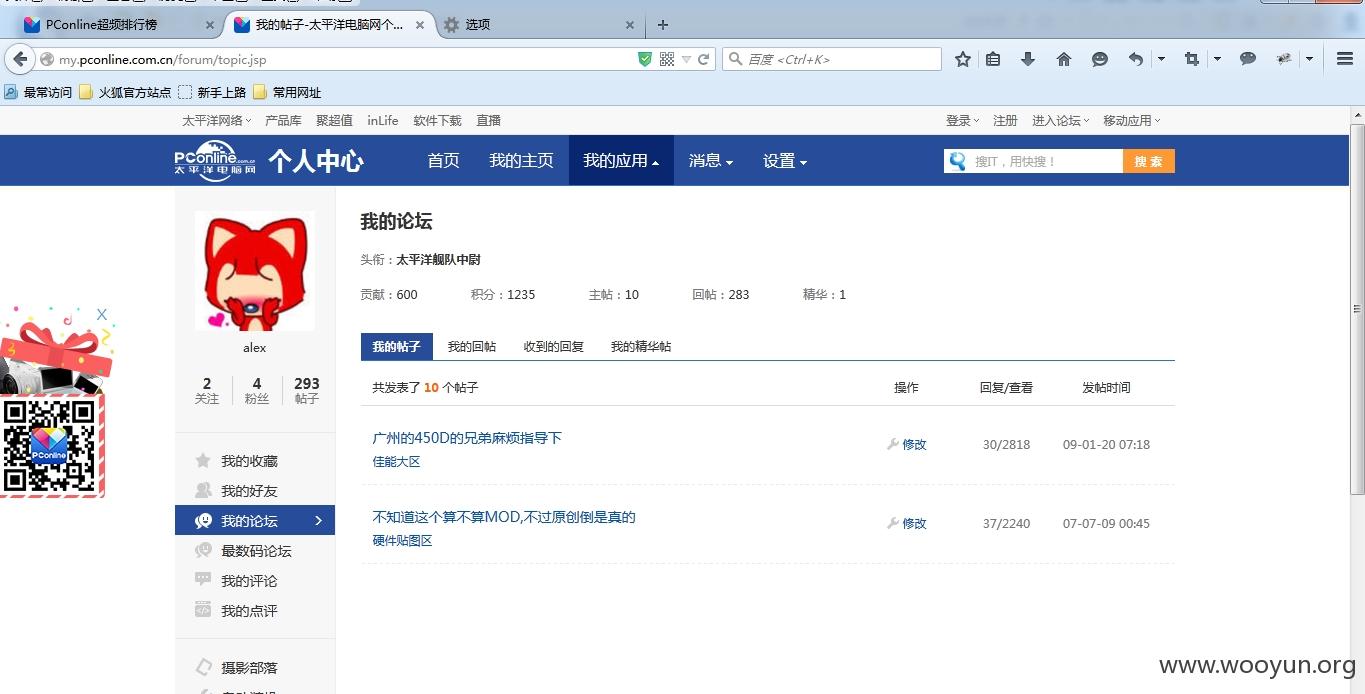 PConline超频排行榜
我的帖子-太平洋电脑网个...
选项
my.pconline.com.cn/forum/topic.jsp
百度 <Ctrl+K>
最常访问 火狐官方站点 新手上路 常用网址
太平洋网络 产品库 聚超值 inLife 软件下载 直播
登录 注册 进入论坛 移动应用
PConline.com.cn
太平洋电脑网
个人中心
首页 我的主页 我的应用 消息 设置
搜IT，用快搜！
搜索
alex
2 4 293
关注 粉丝 帖子
X
PConline
我的收藏
我的好友
我的论坛
最数码论坛
我的评论
我的点评
摄影部落
我的论坛
头衔：太平洋舰队中尉
贡献：600 积分：1235 主帖：10 回帖：283 精华：1
我的帖子 我的回帖 收到的回复 我的精华帖
共发表了 10 个帖子 操作 回复/查看 发帖时间
广州的450D的兄弟麻烦指导下
佳能大区
修改 30/2818 09-01-20 07:18
不知道这个算不算MOD,不过原创倒是真的
硬件贴图区
修改 37/2240 07-07-09 00:45
www.wooyun.org